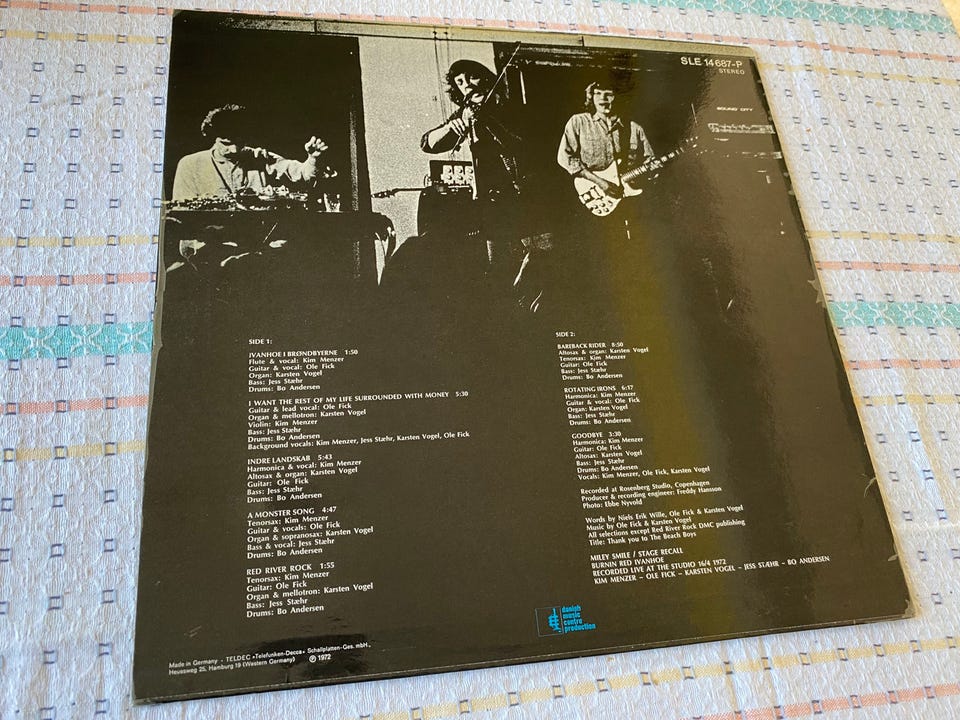 SLE 14 687-P
STEREO
SOUND CITY
SIDE 1:
IVANHOE I BRØNDBYERNE 1:50
Flute & vocal: Kim Menzer
Guitar & vocal: Ole Fick
Organ: Karsten Vogel
Bass: Jess Stæhr
Drums: Bo Andersen
I WANT THE REST OF MY LIFE SURROUNDED WITH MONEY 5:30
Guitar & lead vocal: Ole Fick
Organ & mellotron: Karsten Vogel
Violin: Kim Menzer
Bass: Jess Stæhr
Drums: Bo Andersen
Background vocals: Kim Menzer, Jess Stæhr, Karsten Vogel, Ole Fick
INDRE LANDSKAB 5:43
Harmonica & vocal: Kim Menzer
Altosax & organ: Karsten Vogel
Guitar: Ole Fick
Bass: Jess Stæhr
Drums: Bo Andersen
A MONSTER SONG 4:47
Tenorsax: Kim Menzer
Guitar & vocals: Ole Fick
Organ & sopranosax: Karsten Vogel
Bass & vocal: Jess Stæhr
Drums: Bo Andersen
RED RIVER ROCK 1:55
Tenorsax: Kim Menzer
Guitar: Ole Fick
Organ & mellotron: Karsten Vogel
Bass: Jess Stæhr
Drums: Bo Andersen
SIDE 2:
BAREBACK RIDER 8:50
Altosax & organ: Karsten Vogel
Tenorsax: Kim Menzer
Guitar: Ole Fick
Bass: Jess Stæhr
Drums: Bo Andersen
ROTATING IRONS 6:17
Harmonica: Kim Menzer
Guitar & vocal: Ole Fick
Organ: Karsten Vogel
Bass: Jess Stæhr
Drums: Bo Andersen
GOODBYE 3:30
Harmonica: Kim Menzer
Guitar: Ole Fick
Altosax: Karsten Vogel
Bass: Jess Stæhr
Drums: Bo Andersen
Vocals: Kim Menzer, Ole Fick, Karsten Vogel
Recorded at Rosenberg Studio, Copenhagen
Producer & recording engineer: Freddy Hansson
Photo: Ebbe Nyvold
Words by Niels Erik Wille, Ole Fick & Karsten Vogel
Music by Ole Fick & Karsten Vogel
All selections except Red River Rock DMC publishing
Title: Thank you to The Beach Boys
MILEY SMILE / STAGE RECALL
BURNIN RED IVANHOE
RECORDED LIVE AT THE STUDIO 16/4 1972
KIM MENZER – OLE FICK – KARSTEN VOGEL – JESS STÆHR – BO ANDERSEN
danish
music
centre
production
Made in Germany · TELDEC »Telefunken-Decca« Schallplatten-Ges. mbH.,
Heussweg 25, Hamburg 19 (Western Germany) Ⓟ 1972